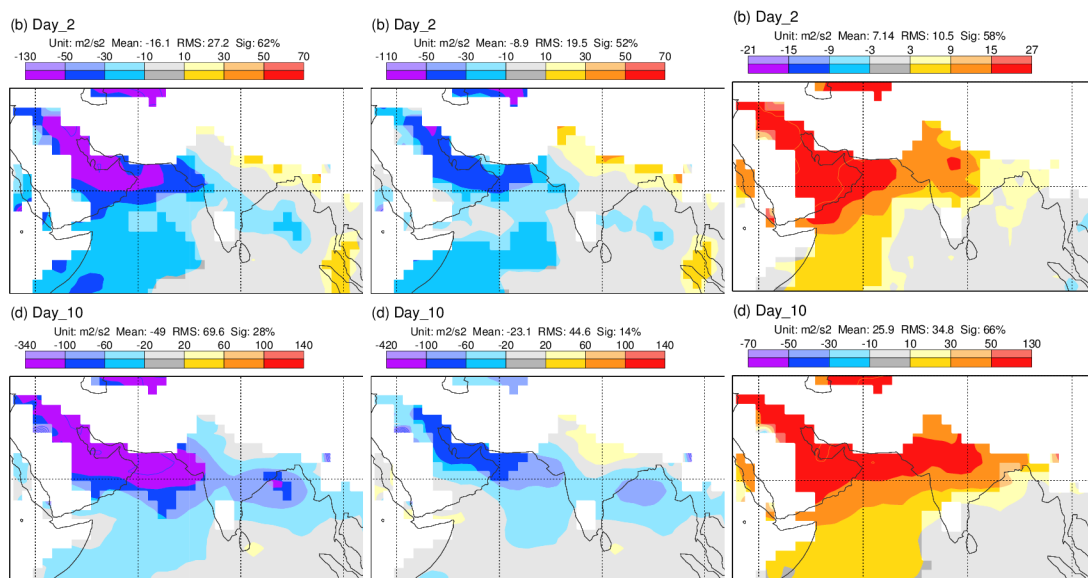 (b) Day_2
Unit: m2/s2 Mean: -16.1 RMS: 27.2 Sig: 62%
-130 -50 -30 -10 10 30 50 70
(b) Day_2
Unit: m2/s2 Mean: -8.9 RMS: 19.5 Sig: 52%
-110 -50 -30 -10 10 30 50 70
(b) Day_2
Unit: m2/s2 Mean: 7.14 RMS: 10.5 Sig: 58%
-21 -15 -9 -3 3 9 15 27
(d) Day_10
Unit: m2/s2 Mean: -49 RMS: 69.6 Sig: 28%
-340 -100 -60 -20 20 60 100 140
(d) Day_10
Unit: m2/s2 Mean: -23.1 RMS: 44.6 Sig: 14%
-420 -100 -60 -20 20 60 100 140
(d) Day_10
Unit: m2/s2 Mean: 25.9 RMS: 34.8 Sig: 66%
-70 -50 -30 -10 10 30 50 130